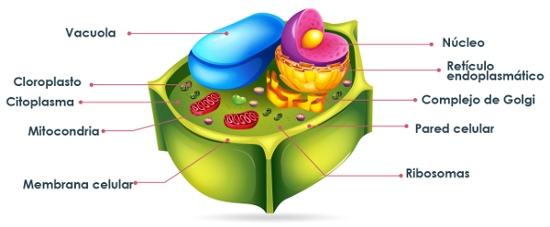 Vacuola
Cloroplasto
Citoplasma
Mitocondria
Membrana celular
Núcleo
Retículo
endoplasmático
Complejo de Golgi
Pared celular
Ribosomas